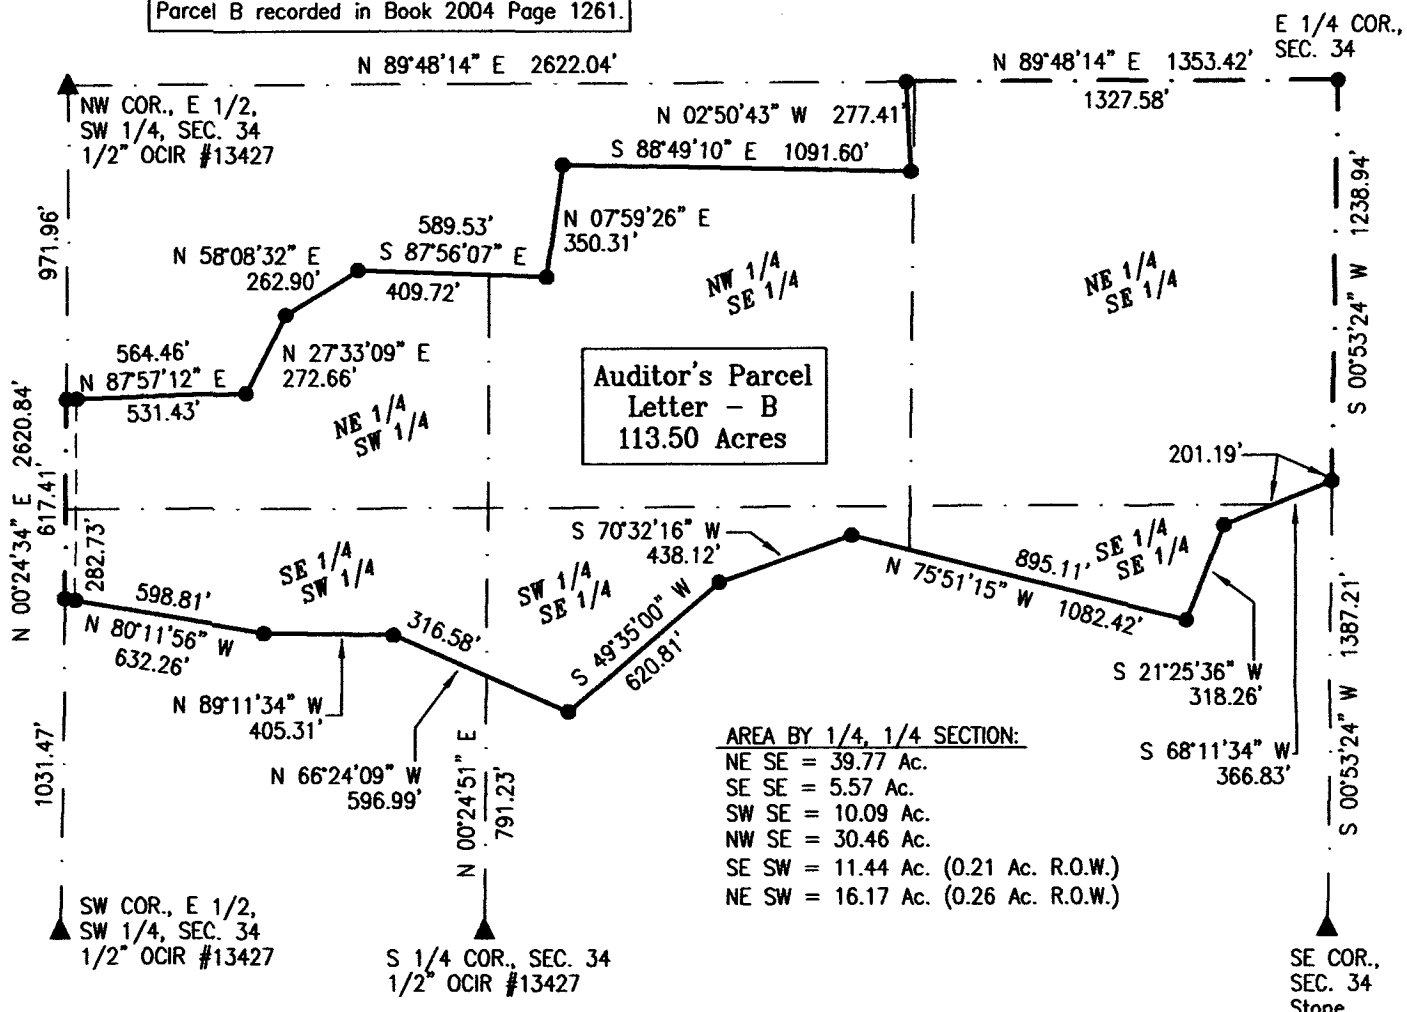 Parcel B recorded in Book 2004 Page 1261.
E 1/4 COR.,
SEC. 34
N 89°48'14" E 2622.04'
N 89°48'14" E 1353.42'
1327.58'
NW COR., E 1/2,
SW 1/4, SEC. 34
1/2" OCIR #13427
N 02°50'43" W 277.41'
S 88°49'10" E 1091.60'
971.96'
1238.94'
S 00°53'24" W
589.53'
S 87°56'07" E
409.72'
N 07°59'26" E
350.31'
N 58°08'32" E
262.90'
NW 1/4
SE 1/4
NE 1/4
SE 1/4
564.46'
N 87°57'12" E
531.43'
N 27°33'09" E
272.66'
Auditor's Parcel
Letter - B
113.50 Acres
NE 1/4
SW 1/4
N 00°24'34" E 2620.84'
617.41'
282.73'
201.19'
S 70°32'16" W
438.12'
SE 1/4
SW 1/4
SW 1/4
SE 1/4
SE 1/4
SE 1/4
895.11'
N 75°51'15" W
1082.42'
598.81'
N 80°11'56" W
632.26'
316.58'
S 49°35'00" W
620.81'
S 21°25'36" W
318.26'
N 89°11'34" W
405.31'
S 68°11'34" W
366.83'
S 00°53'24" W 1387.21'
N 66°24'09" W
596.99'
1031.47'
N 00°24'51" E
791.23'
AREA BY 1/4, 1/4 SECTION:
NE SE = 39.77 Ac.
SE SE = 5.57 Ac.
SW SE = 10.09 Ac.
NW SE = 30.46 Ac.
SE SW = 11.44 Ac. (0.21 Ac. R.O.W.)
NE SW = 16.17 Ac. (0.26 Ac. R.O.W.)
SW COR., E 1/2,
SW 1/4, SEC. 34
1/2" OCIR #13427
S 1/4 COR., SEC. 34
1/2" OCIR #13427
SE COR.,
SEC. 34
Stone